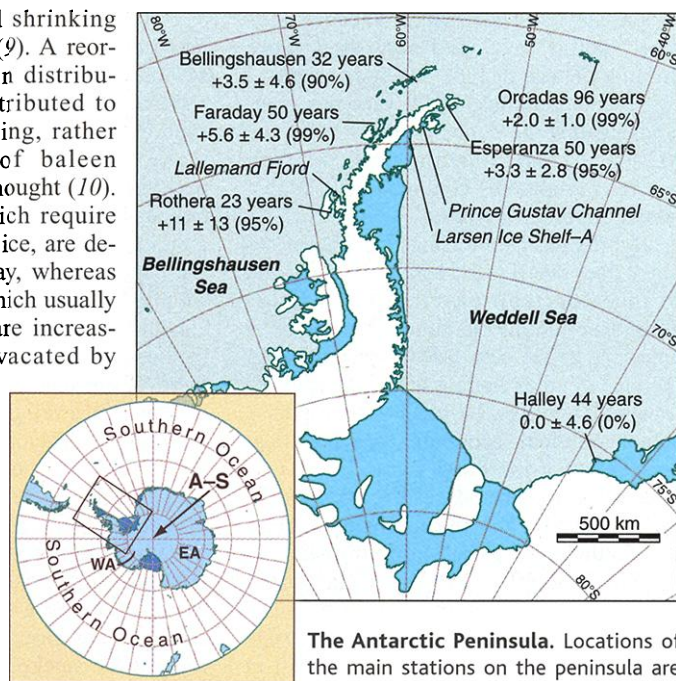 l shrinking
(9). A reor-
n distribu-
tributed to
ing, rather
of baleen
nought (10).
ich require
ice, are de-
ay, whereas
hich usually
are increas-
vacated by
80°W
70°W
60°W
50°W
40°W
Bellingshausen 32 years
+3.5 ± 4.6 (90%)
60°S
Orcadas 96 years
+2.0 ± 1.0 (99%)
Faraday 50 years
+5.6 ± 4.3 (99%)
Esperanza 50 years
+3.3 ± 2.8 (95%)
Lallemand Fjord
65°S
Rothera 23 years
+11 ± 13 (95%)
Prince Gustav Channel
Larsen Ice Shelf–A
Bellingshausen
Sea
Weddell Sea
70°S
Halley 44 years
0.0 ± 4.6 (0%)
75°S
500 km
80°S
Southern Ocean
A–S
EA
WA
Southern Ocean
The Antarctic Peninsula. Locations of
the main stations on the peninsula are